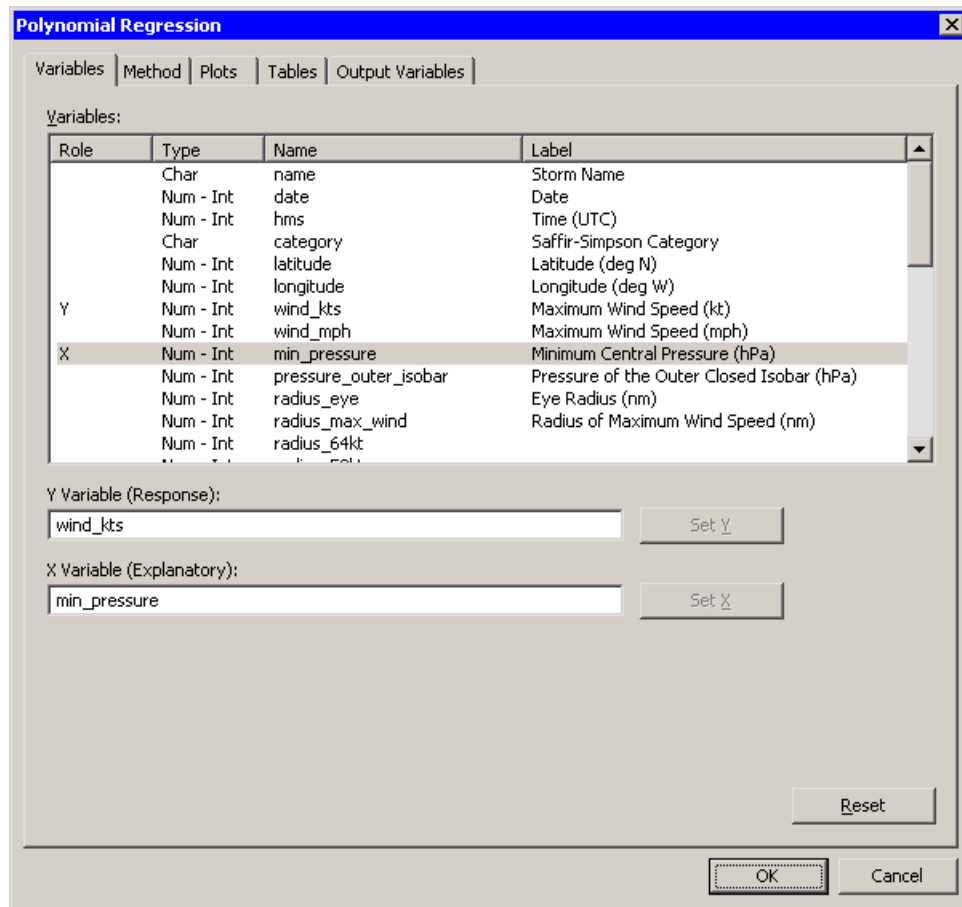 Polynomial Regression
Variables Method Plots Tables Output Variables
Variables:
Role Type Name Label
Char name Storm Name
Num - Int date Date
Num - Int hms Time (UTC)
Char category Saffir-Simpson Category
Num - Int latitude Latitude (deg N)
Num - Int longitude Longitude (deg W)
Y Num - Int wind_kts Maximum Wind Speed (kt)
Num - Int wind_mph Maximum Wind Speed (mph)
X Num - Int min_pressure Minimum Central Pressure (hPa)
Num - Int pressure_outer_isobar Pressure of the Outer Closed Isobar (hPa)
Num - Int radius_eye Eye Radius (nm)
Num - Int radius_max_wind Radius of Maximum Wind Speed (nm)
Num - Int radius_64kt
Y Variable (Response):
wind_kts Set Y
X Variable (Explanatory):
min_pressure Set X
Reset
OK Cancel